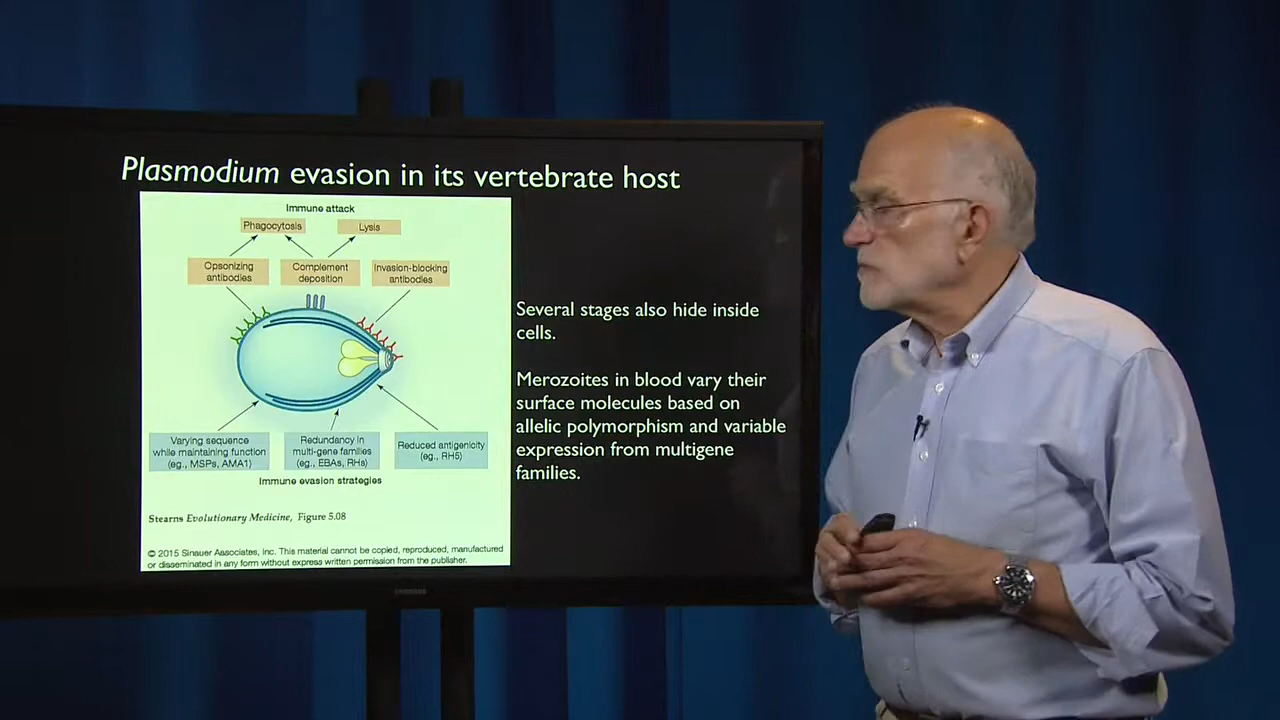 Plasmodium evasion in its vertebrate host
Immune attack
Phagocytosis
Lysis
Opsonizing
antibodies
Complement
deposition
Invasion-blocking
antibodies
Varying sequence
while maintaining function
(eg., MSPs, AMA1)
Redundancy in
multi-gene families
(eg., EBAs, RHs)
Reduced antigenicity
(eg., RH5)
Immune evasion strategies
Stearns Evolutionary Medicine, Figure 5.08
© 2015 Sinauer Associates, Inc. This material cannot be copied, reproduced, manufactured
or disseminated in any form without express written permission from the publisher.
Several stages also hide inside
cells.
Merozoites in blood vary their
surface molecules based on
allelic polymorphism and variable
expression from multigene
families.
SAMSUNG